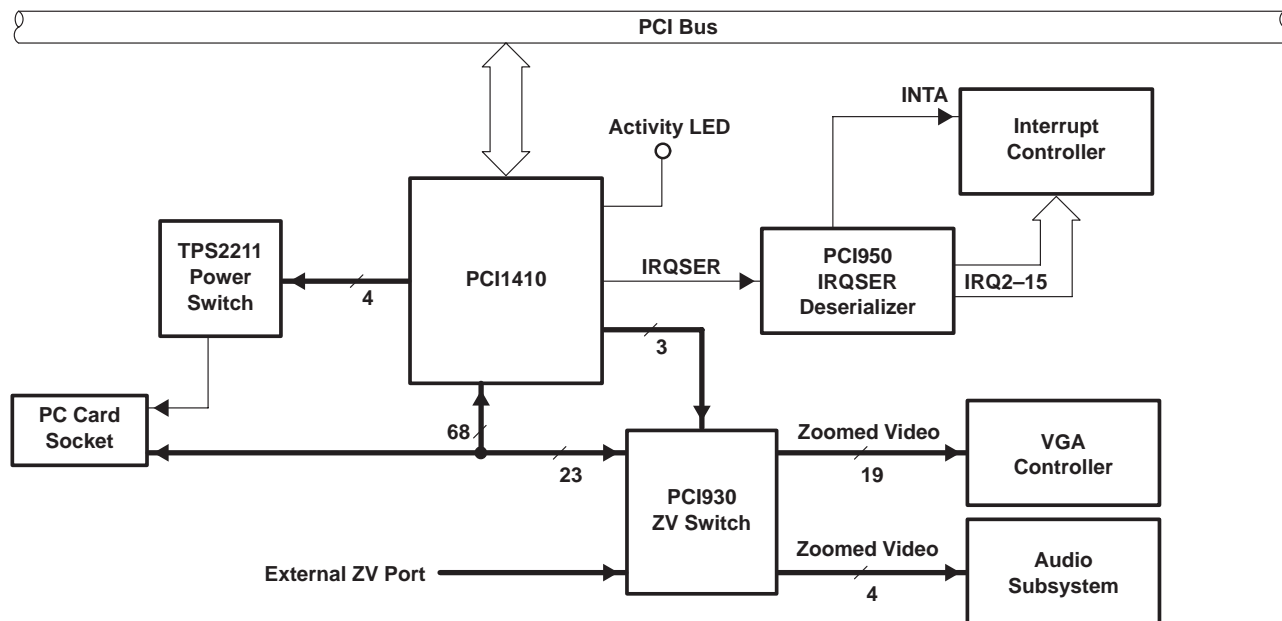 PCI Bus
INTA
Activity LED
Interrupt
Controller
TPS2211
Power
Switch
PCI1410
IRQSER
PCI950
IRQSER
Deserializer
IRQ2–15
4
3
PC Card
Socket
68
23
Zoomed Video
19
VGA
Controller
PCI930
ZV Switch
External ZV Port
Zoomed Video
4
Audio
Subsystem